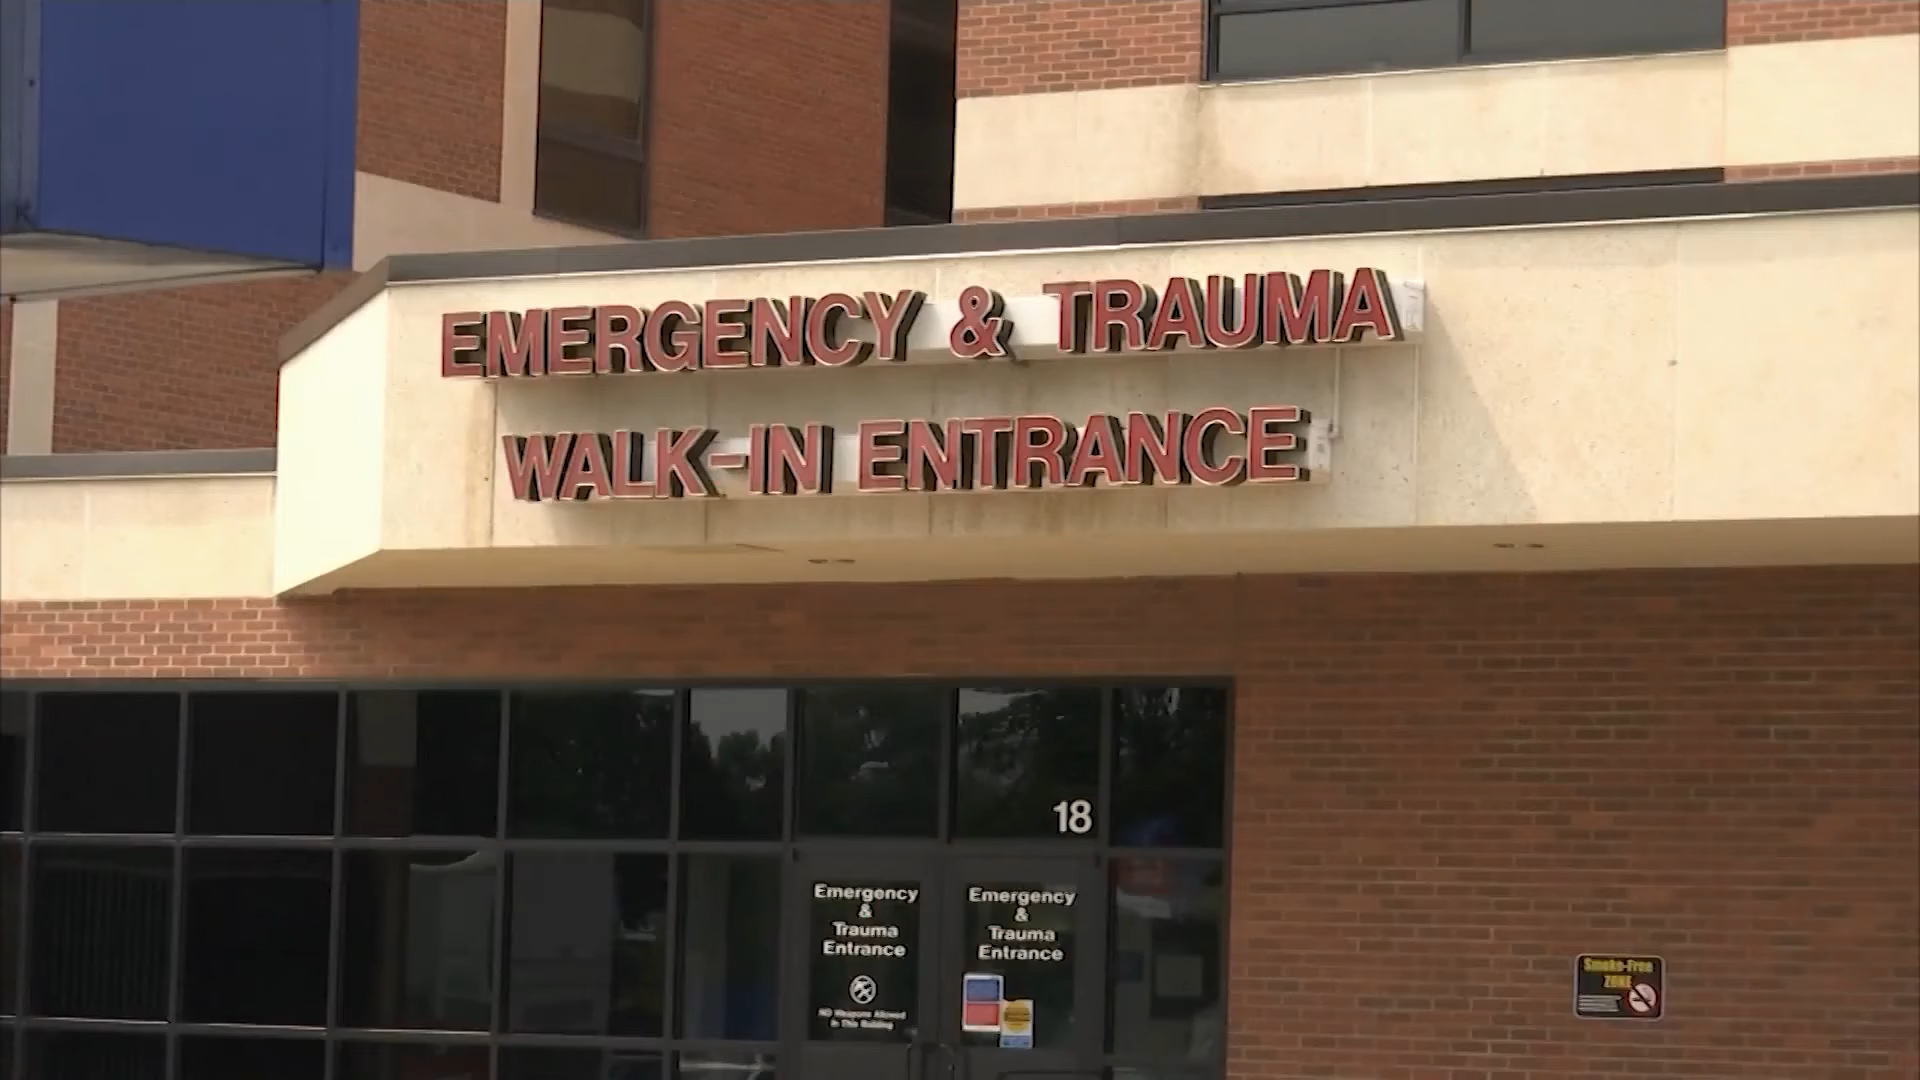 EMERGENCY & TRAUMA
WALK-IN ENTRANCE
18
Emergency
&
Trauma
Entrance
NO Weapons Allowed
In This Building
Emergency
&
Trauma
Entrance
Smoke-Free
ZONE